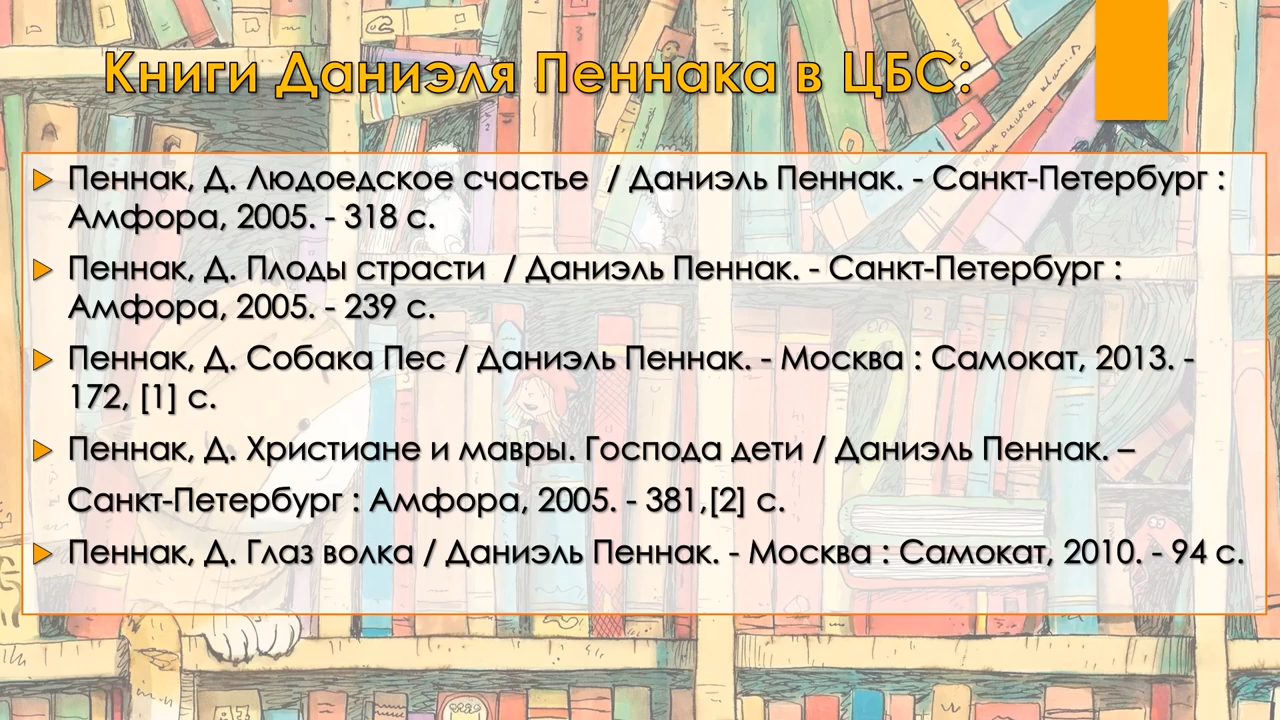 Книги Даниэля Пеннака в ЦБС:
Пеннак, Д. Людоедское счастье / Даниэль Пеннак. - Санкт-Петербург :
Амфора, 2005. - 318 с.
Пеннак, Д. Плоды страсти / Даниэль Пеннак. - Санкт-Петербург :
Амфора, 2005. - 239 с.
Пеннак, Д. Собака Пес / Даниэль Пеннак. - Москва : Самокат, 2013. -
172, [1] с.
Пеннак, Д. Христиане и мавры. Господа дети / Даниэль Пеннак. –
Санкт-Петербург : Амфора, 2005. - 381,[2] с.
Пеннак, Д. Глаз волка / Даниэль Пеннак. - Москва : Самокат, 2010. - 94 с.